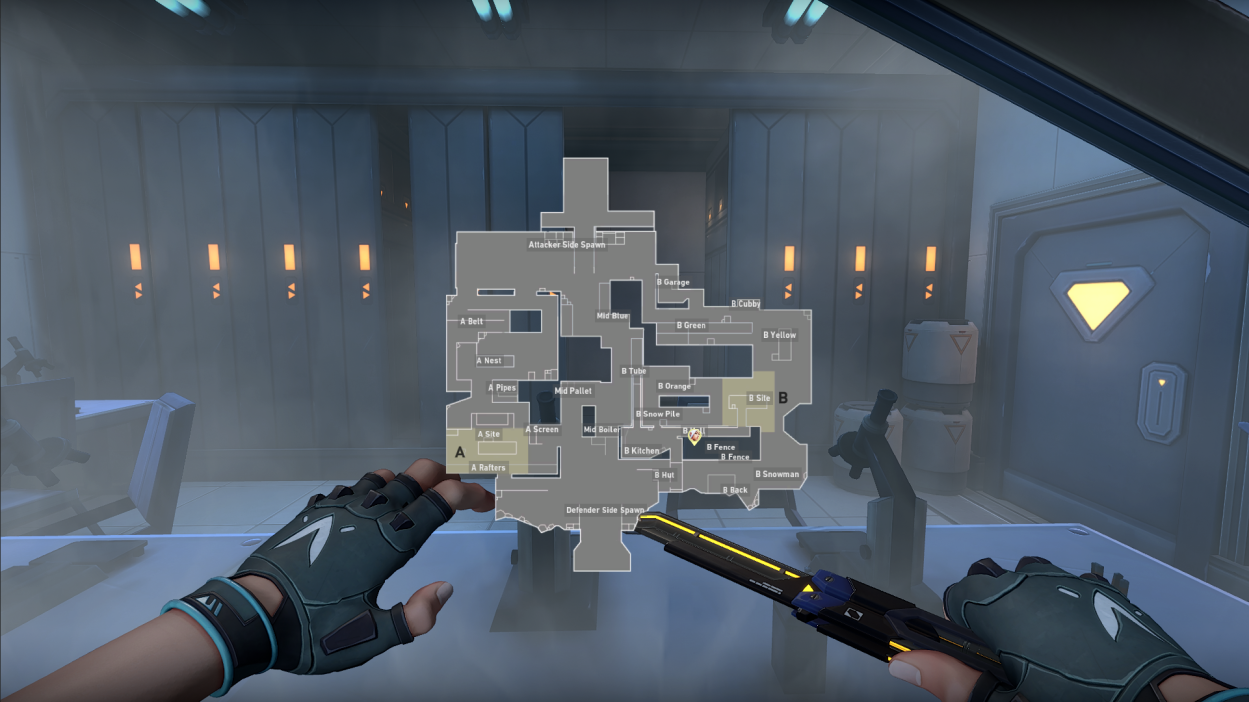 Attacker Side Spawn
B Garage
B Cubby
Mid Blue
A Belt
B Green
B Yellow
A Nest
B Tube
A Pipes
Mid Pallet
B Orange
B Site
B
B Snow Pile
A Site
A Screen
Mid Boiler
A
B Kitchen
B Fence
B Fence
A Rafters
B Hut
B Snowman
B Back
Defender Side Spawn